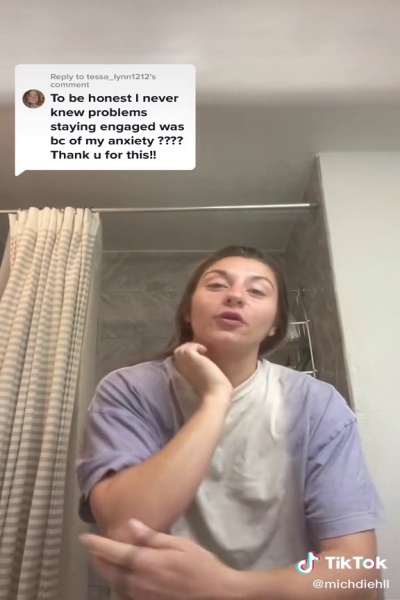 Reply to tessa_lynn1212's
comment
To be honest I never
knew problems
staying engaged was
bc of my anxiety ????
Thank u for this!!
TikTok
@michdiehll